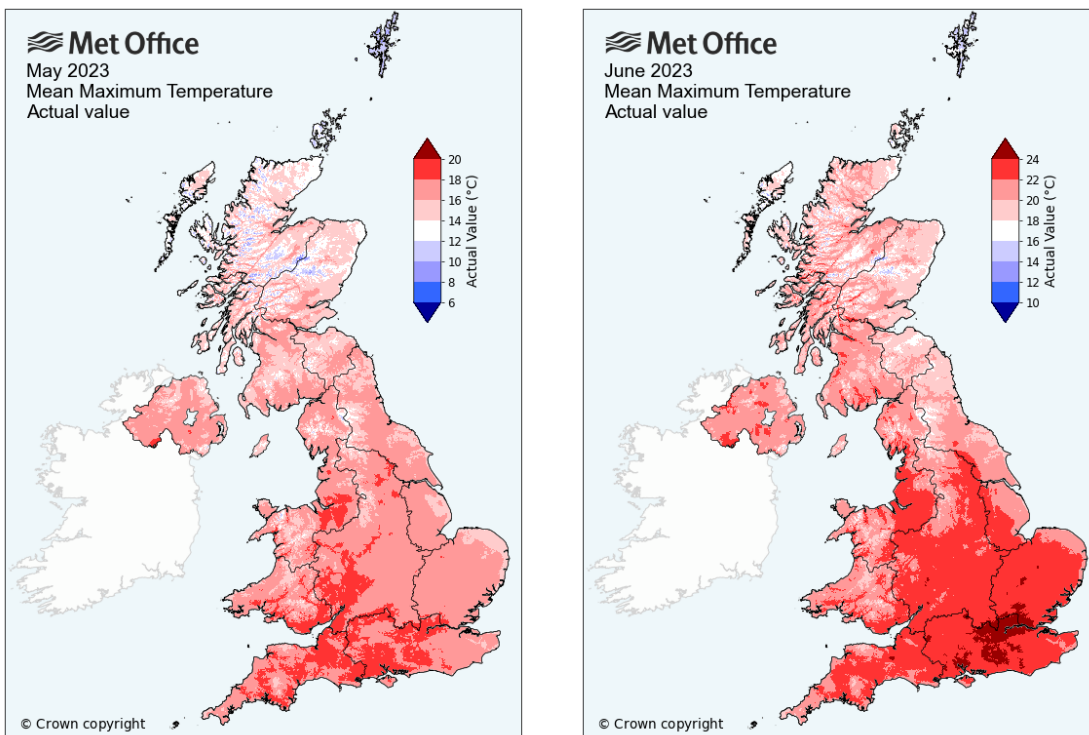 Met Office
May 2023
Mean Maximum Temperature
Actual value
20
18
16
14
12
10
8
6
Actual Value (°C)
© Crown copyright
Met Office
June 2023
Mean Maximum Temperature
Actual value
24
22
20
18
16
14
12
10
Actual Value (°C)
© Crown copyright